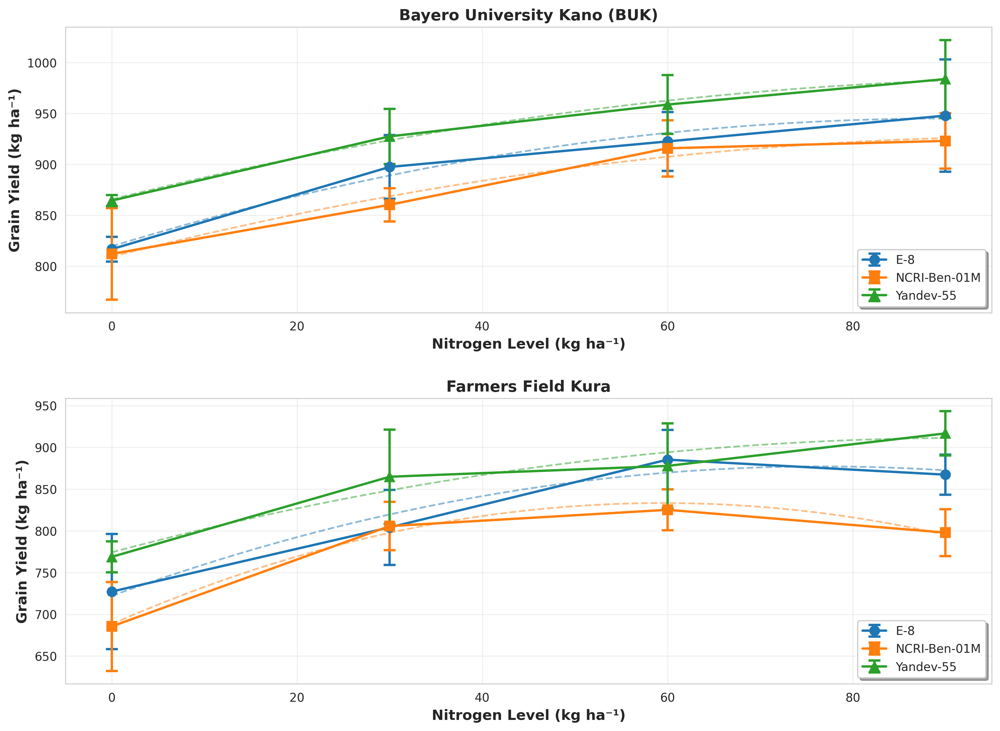 Bayero University Kano (BUK)
Grain Yield (kg ha⁻¹)
1000
950
900
850
800
0 20 40 60 80
Nitrogen Level (kg ha⁻¹)
E-8
NCRI-Ben-01M
Yandev-55
Farmers Field Kura
Grain Yield (kg ha⁻¹)
950
900
850
800
750
700
650
0 20 40 60 80
Nitrogen Level (kg ha⁻¹)
E-8
NCRI-Ben-01M
Yandev-55